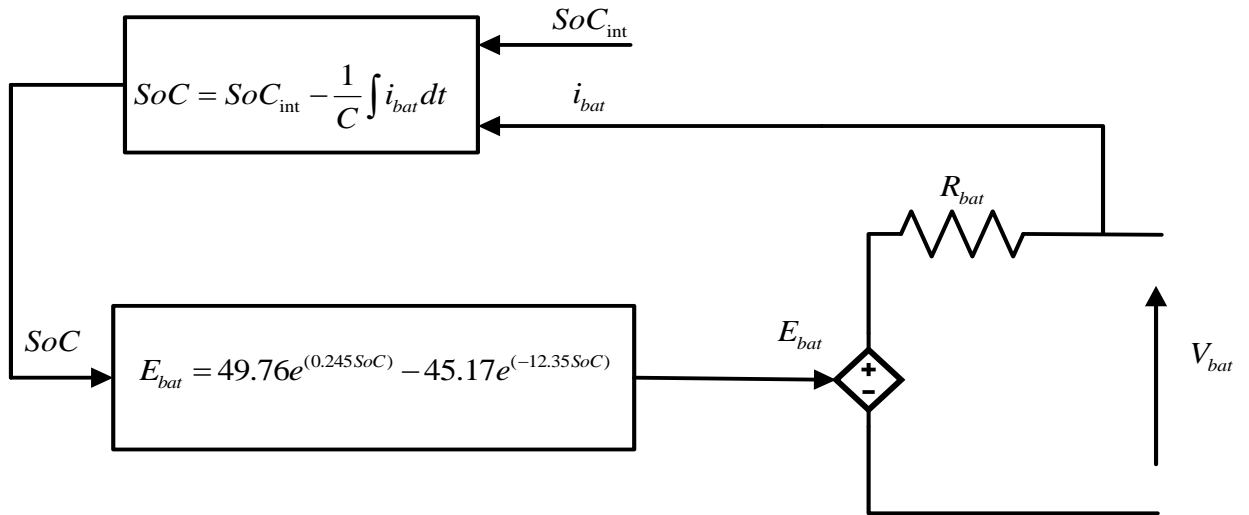 SoC_int
SoC = SoC_int − 1/C ∫ i_bat dt
i_bat
R_bat
SoC
E_bat = 49.76e^(0.245SoC) − 45.17e^(−12.35SoC)
E_bat
+
−
V_bat